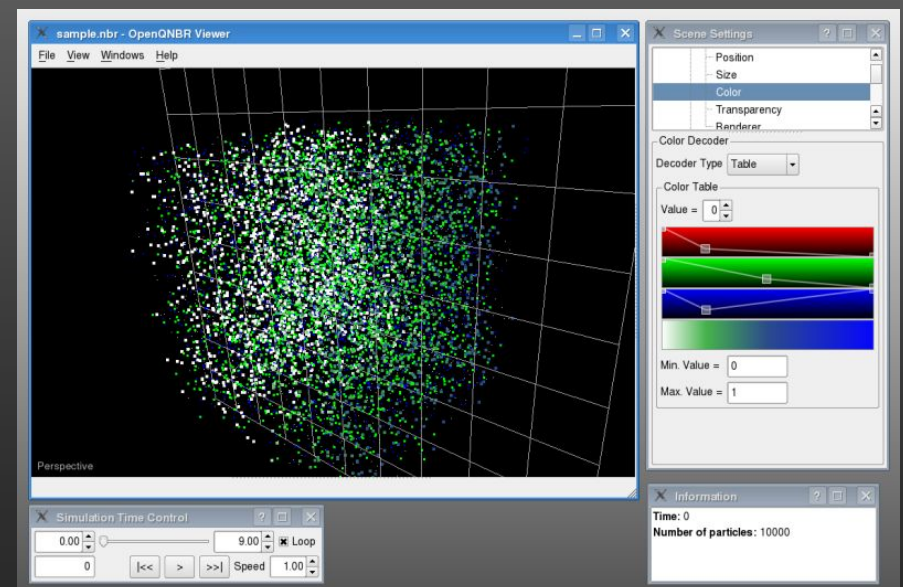 sample.nbr - OpenQNBR Viewer
File View Windows Help
Perspective
Scene Settings
Position
Size
Color
Transparency
Renderer
Color Decoder
Decoder Type Table
Color Table
Value = 0
Min. Value = 0
Max. Value = 1
Simulation Time Control
0.00 9.00 Loop
0 |<< > >>| Speed 1.00
Information
Time: 0
Number of particles: 10000